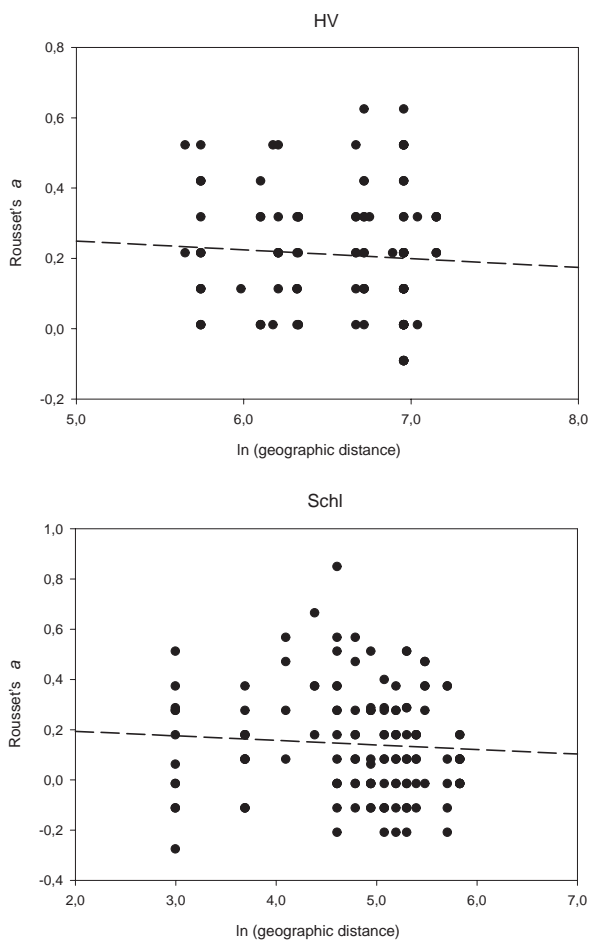 HV
0,8
0,6
0,4
0,2
0,0
-0,2
Rousset's a
5,0 6,0 7,0 8,0
ln (geographic distance)
Schl
1,0
0,8
0,6
0,4
0,2
0,0
-0,2
-0,4
Rousset's a
2,0 3,0 4,0 5,0 6,0 7,0
ln (geographic distance)